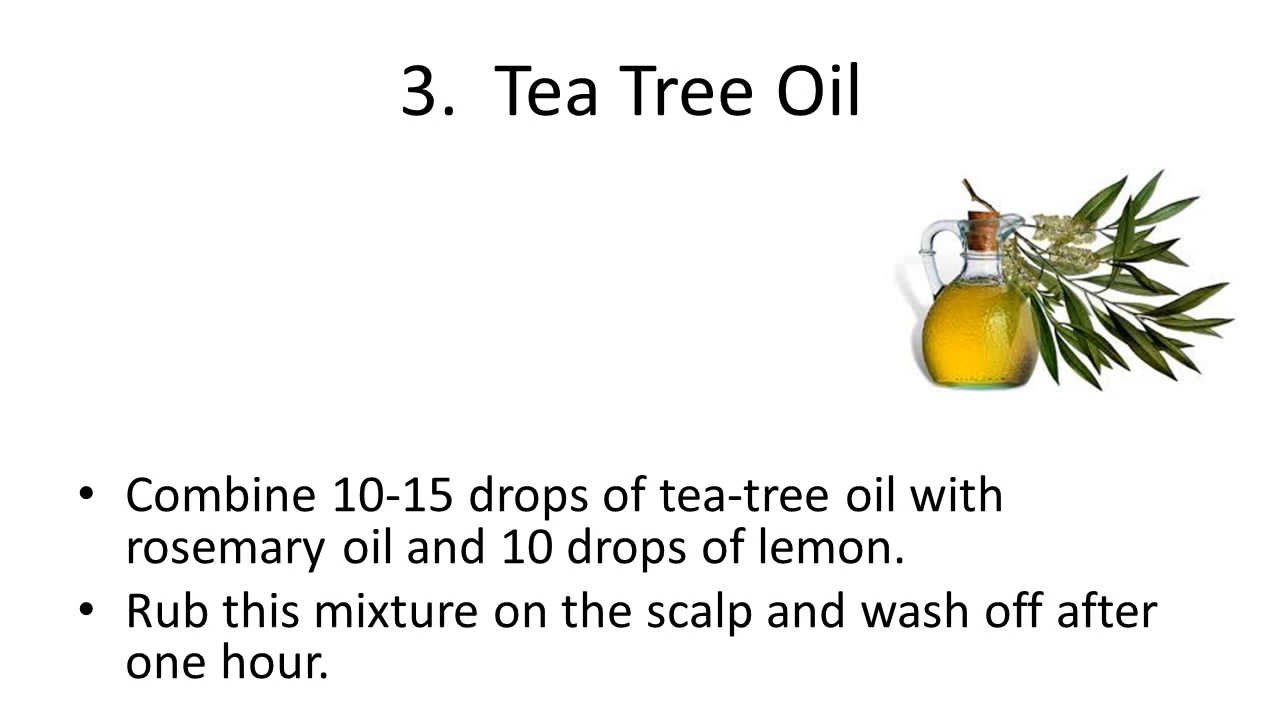 3. Tea Tree Oil
• Combine 10-15 drops of tea-tree oil with
rosemary oil and 10 drops of lemon.
• Rub this mixture on the scalp and wash off after
one hour.